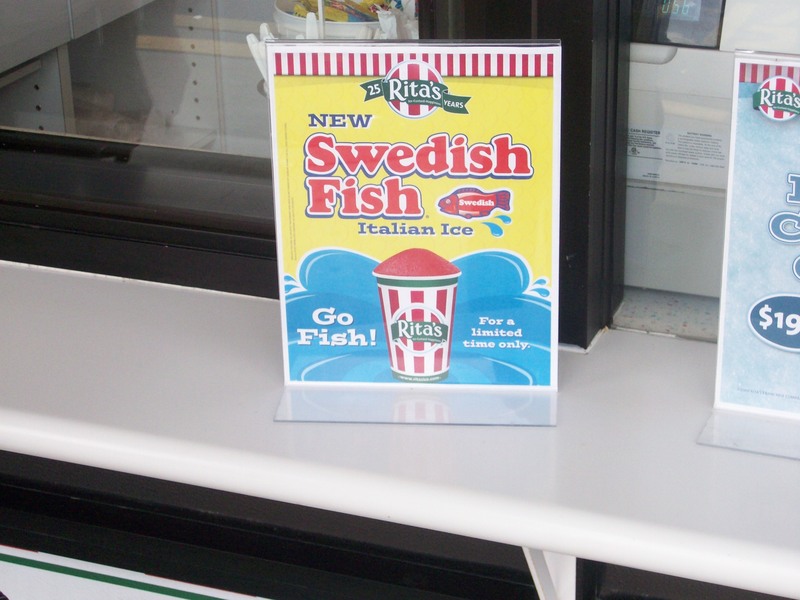 25 Rita's YEARS
NEW
Swedish
Fish
Swedish
Italian Ice
Go
Fish!
For a
limited
time only.
Rita's
Rita's
$19